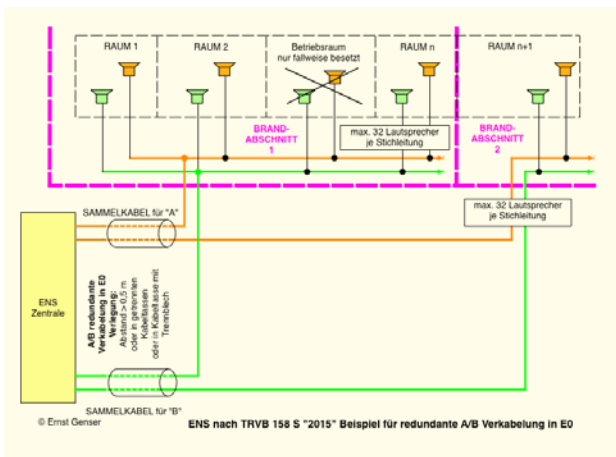 RAUM 1
RAUM 2
Betriebsraum
nur fallweise besetzt
RAUM n
RAUM n+1
BRAND-
ABSCHNITT
1
max. 32 Lautsprecher
je Stichleitung
BRAND-
ABSCHNITT
2
max. 32 Lautsprecher
je Stichleitung
SAMMELKABEL für "A"
ENS
Zentrale
A/B redundante
Verkabelung in E0
Verlegung:
Abstand > 0,5 m
oder in getrennten
Kabeltassen
oder in Kabeltasse mit
Trennblech
SAMMELKABEL für "B"
© Ernst Genser
ENS nach TRVB 158 S "2015" Beispiel für redundante A/B Verkabelung in E0